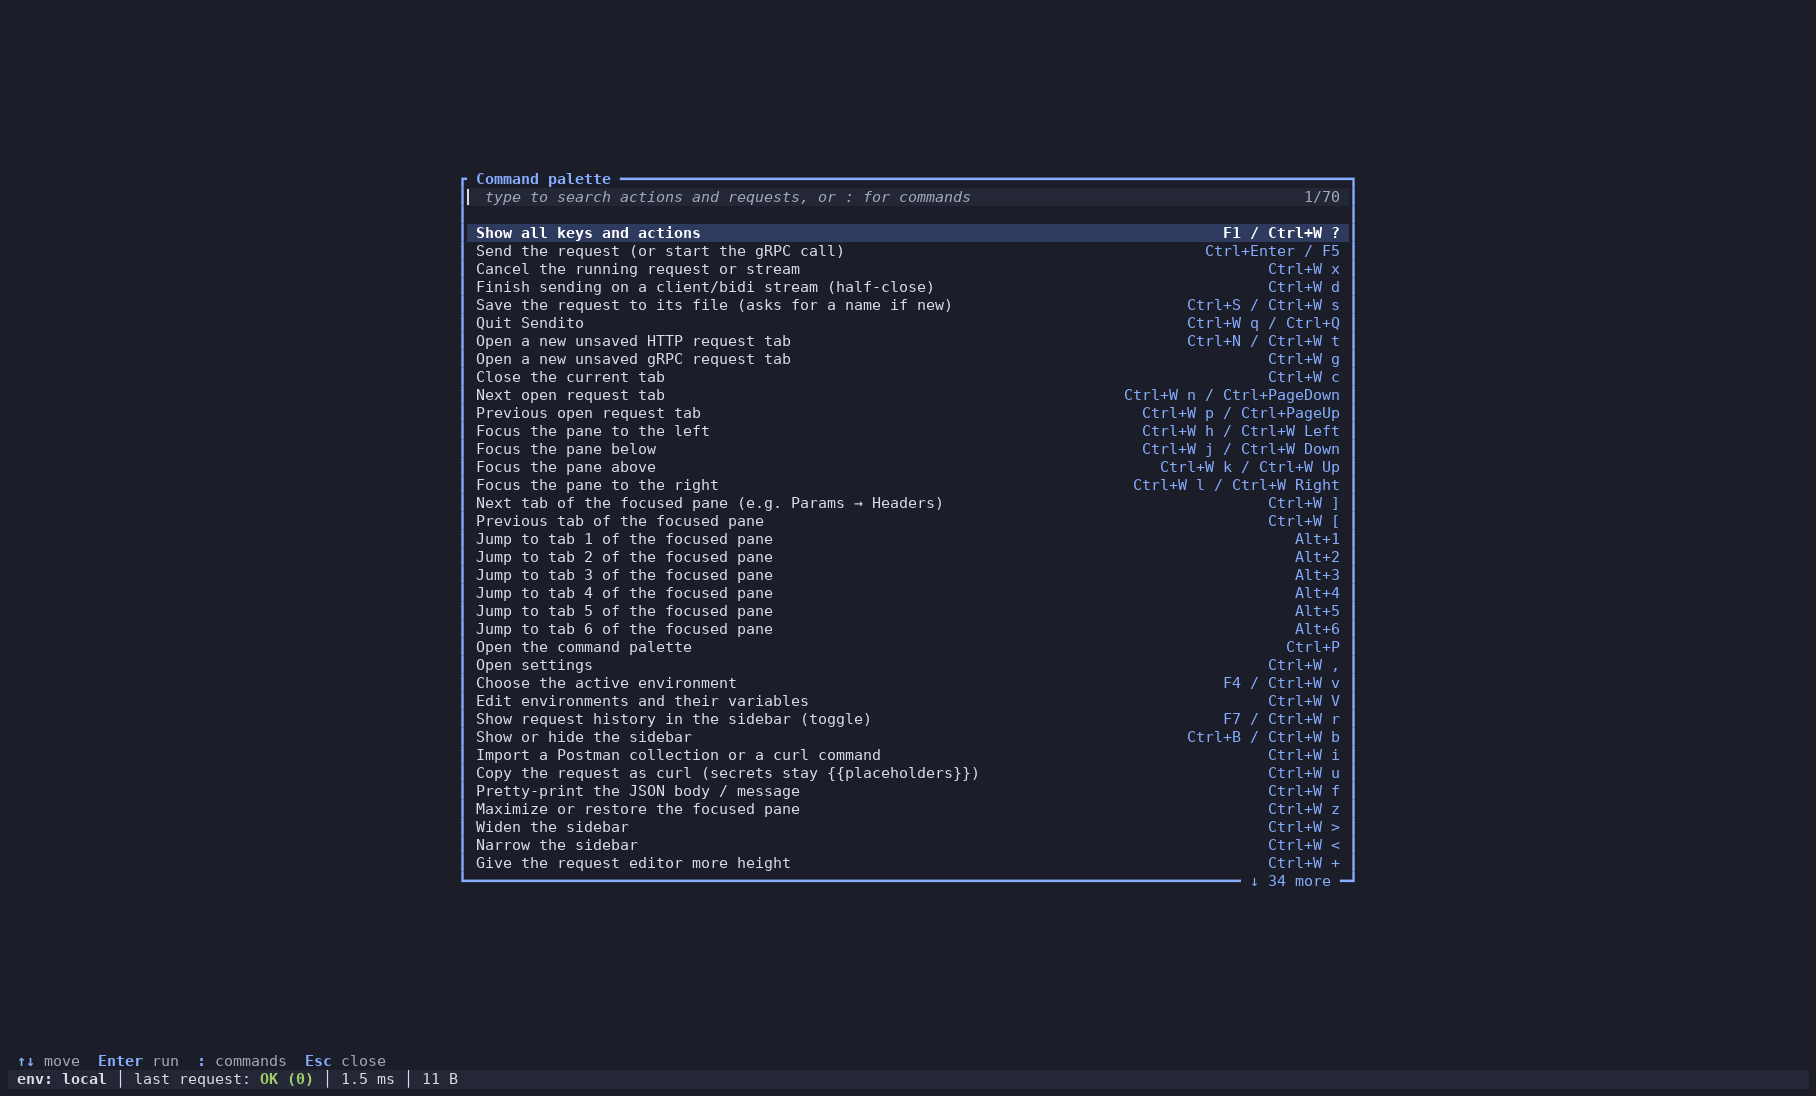 Command palette
type to search actions and requests, or : for commands 1/70
Show all keys and actions F1 / Ctrl+W ?
Send the request (or start the gRPC call) Ctrl+Enter / F5
Cancel the running request or stream Ctrl+W x
Finish sending on a client/bidi stream (half-close) Ctrl+W d
Save the request to its file (asks for a name if new) Ctrl+S / Ctrl+W s
Quit Sendito Ctrl+W q / Ctrl+Q
Open a new unsaved HTTP request tab Ctrl+N / Ctrl+W t
Open a new unsaved gRPC request tab Ctrl+W g
Close the current tab Ctrl+W c
Next open request tab Ctrl+W n / Ctrl+PageDown
Previous open request tab Ctrl+W p / Ctrl+PageUp
Focus the pane to the left Ctrl+W h / Ctrl+W Left
Focus the pane below Ctrl+W j / Ctrl+W Down
Focus the pane above Ctrl+W k / Ctrl+W Up
Focus the pane to the right Ctrl+W l / Ctrl+W Right
Next tab of the focused pane (e.g. Params → Headers) Ctrl+W ]
Previous tab of the focused pane Ctrl+W [
Jump to tab 1 of the focused pane Alt+1
Jump to tab 2 of the focused pane Alt+2
Jump to tab 3 of the focused pane Alt+3
Jump to tab 4 of the focused pane Alt+4
Jump to tab 5 of the focused pane Alt+5
Jump to tab 6 of the focused pane Alt+6
Open the command palette Ctrl+P
Open settings Ctrl+W ,
Choose the active environment F4 / Ctrl+W v
Edit environments and their variables Ctrl+W V
Show request history in the sidebar (toggle) F7 / Ctrl+W r
Show or hide the sidebar Ctrl+B / Ctrl+W b
Import a Postman collection or a curl command Ctrl+W i
Copy the request as curl (secrets stay {{placeholders}}) Ctrl+W u
Pretty-print the JSON body / message Ctrl+W f
Maximize or restore the focused pane Ctrl+W z
Widen the sidebar Ctrl+W >
Narrow the sidebar Ctrl+W <
Give the request editor more height Ctrl+W +
↓ 34 more
↑↓ move Enter run : commands Esc close
env: local │ last request: OK (0) │ 1.5 ms │ 11 B